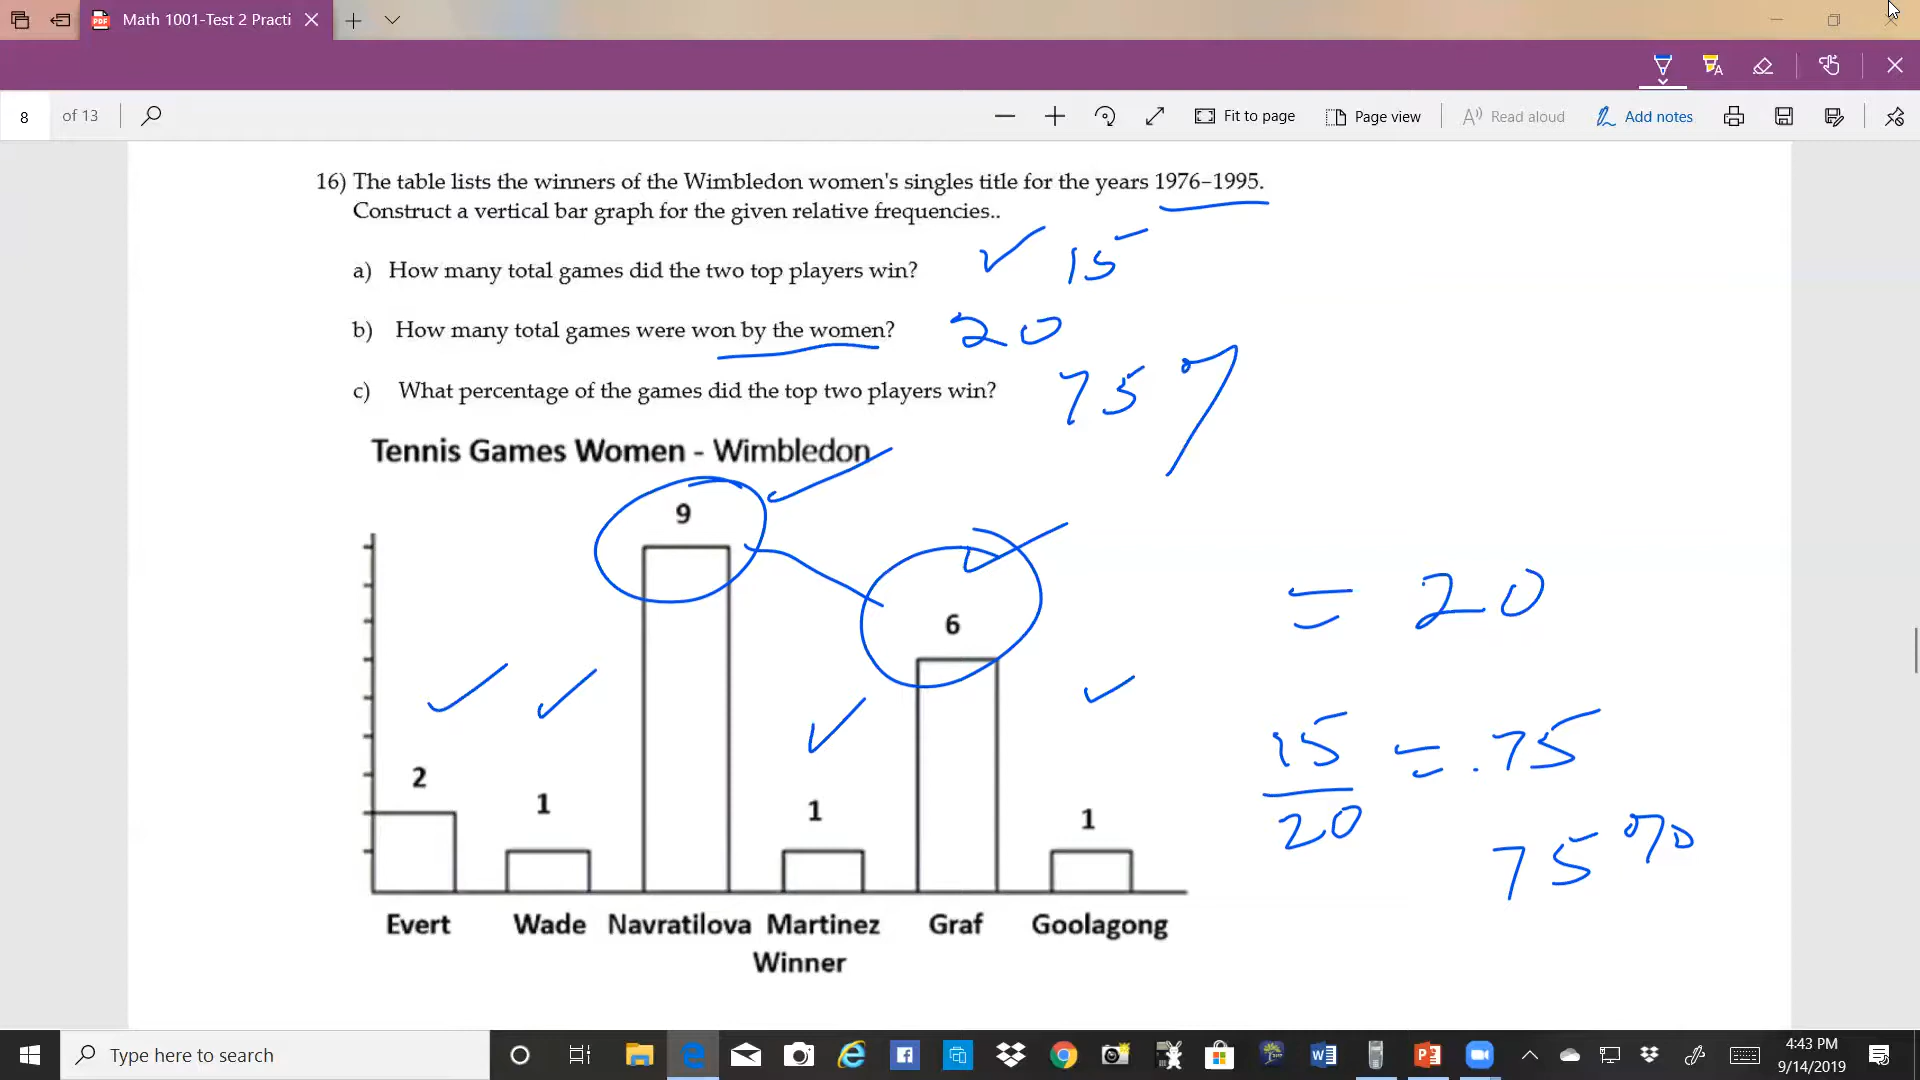 Math 1001-Test 2 Practi
8 of 13
Fit to page
Page view
Read aloud
Add notes
16) The table lists the winners of the Wimbledon women's singles title for the years 1976–1995.
Construct a vertical bar graph for the given relative frequencies..
a) How many total games did the two top players win? 15
b) How many total games were won by the women? 20
c) What percentage of the games did the top two players win? 75%
Tennis Games Women - Wimbledon
9
6
= 20
2
1
1
1
15/20 = .75
75%
Evert Wade Navratilova Martinez Graf Goolagong
Winner
Type here to search
4:43 PM
9/14/2019